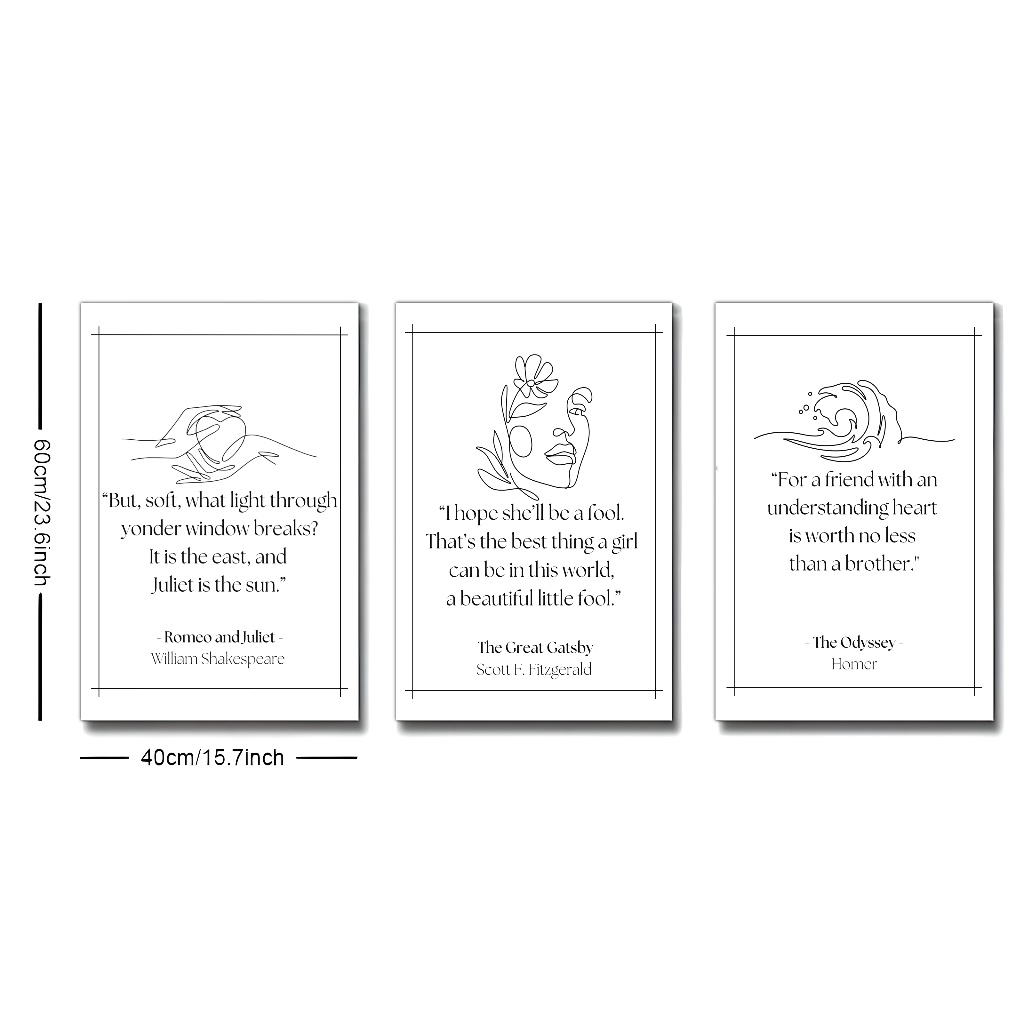 60cm/23.6inch
“But, soft, what light through
yonder window breaks?
It is the east, and
Juliet is the sun.”
- Romeo and Juliet -
William Shakespeare
“I hope she’ll be a fool.
That’s the best thing a girl
can be in this world,
a beautiful little fool.”
The Great Gatsby
Scott F. Fitzgerald
“For a friend with an
understanding heart
is worth no less
than a brother."
- The Odyssey -
Homer
40cm/15.7inch